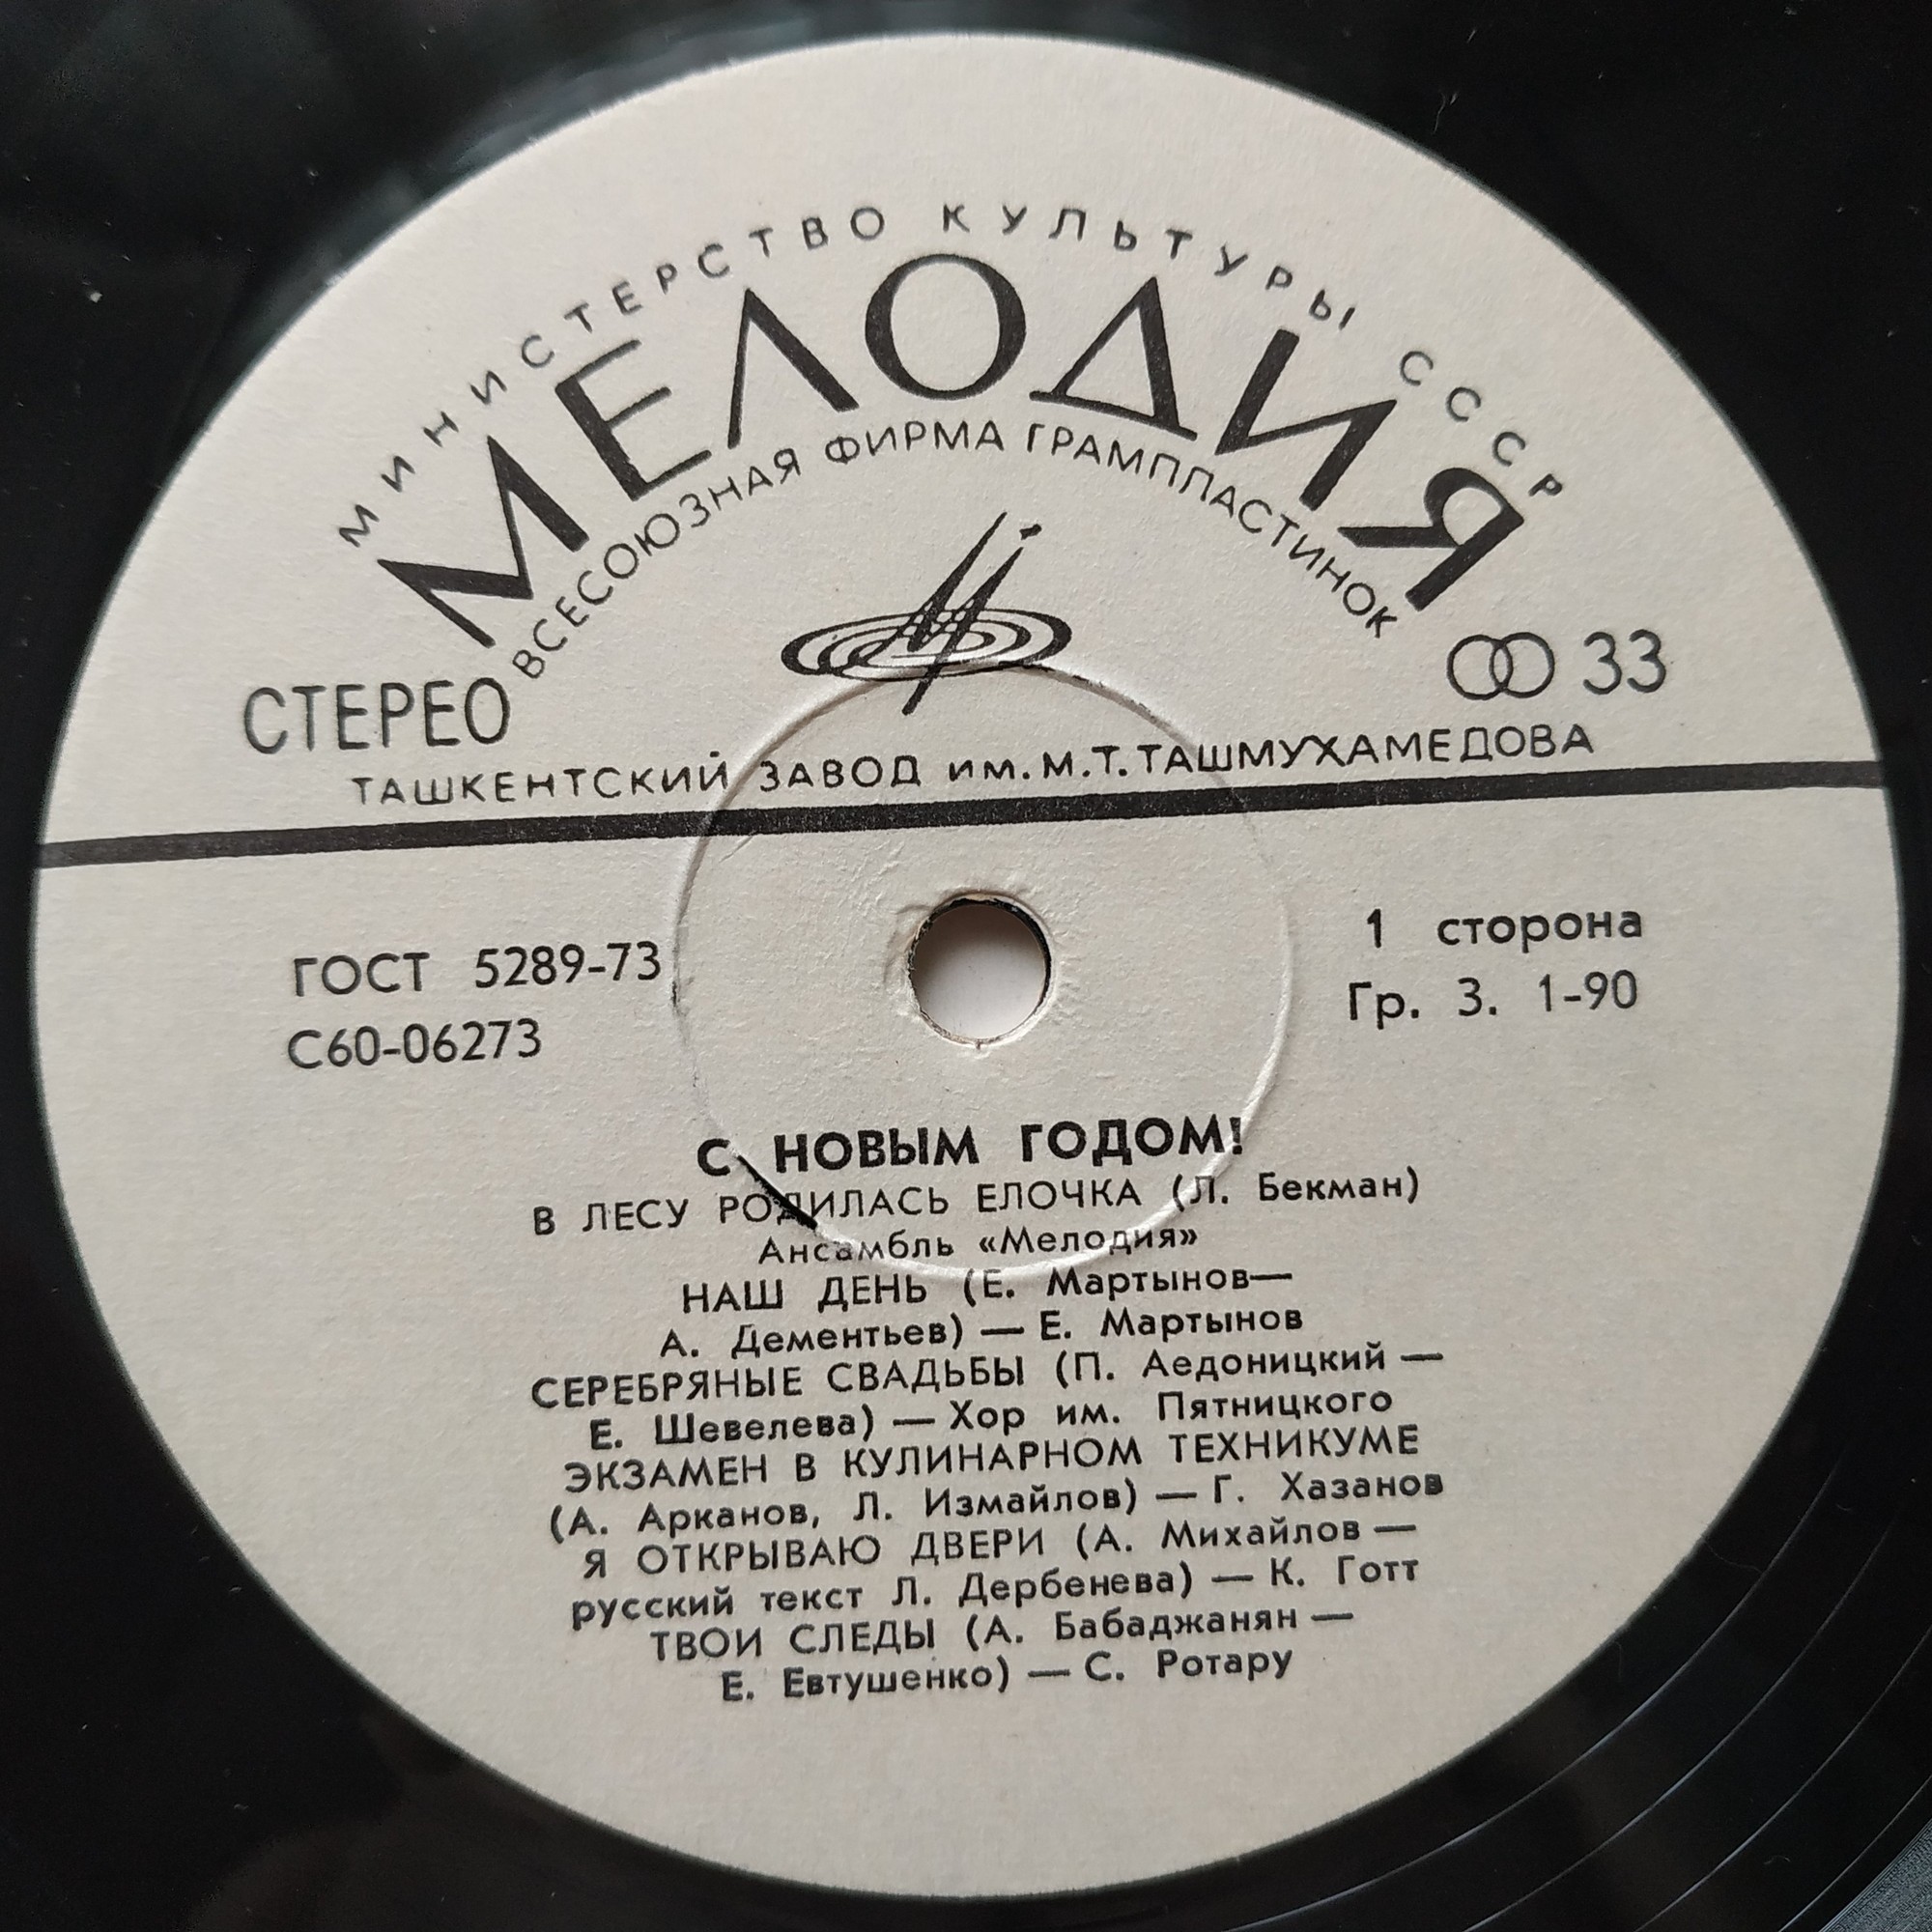 МИНИСТЕРСТВО КУЛЬТУРЫ СССР
МЕЛОДИЯ
ВСЕСОЮЗНАЯ ФИРМА ГРАМПЛАСТИНОК
СТЕРЕО
33
ТАШКЕНТСКИЙ ЗАВОД им. М.Т. ТАШМУХАМЕДОВА
ГОСТ 5289-73
1 сторона
С60-06273
Гр. 3. 1-90
С НОВЫМ ГОДОМ!
В ЛЕСУ РОДИЛАСЬ ЕЛОЧКА (Л. Бекман)
Ансамбль «Мелодия»
НАШ ДЕНЬ (Е. Мартынов—
А. Дементьев) — Е. Мартынов
СЕРЕБРЯНЫЕ СВАДЬБЫ (П. Аедоницкий —
Е. Шевелева) — Хор им. Пятницкого
ЭКЗАМЕН В КУЛИНАРНОМ ТЕХНИКУМЕ
(А. Арканов, Л. Измайлов) — Г. Хазанов
Я ОТКРЫВАЮ ДВЕРИ (А. Михайлов —
русский текст Л. Дербенева) — К. Готт
ТВОИ СЛЕДЫ (А. Бабаджанян —
Е. Евтушенко) — С. Ротару